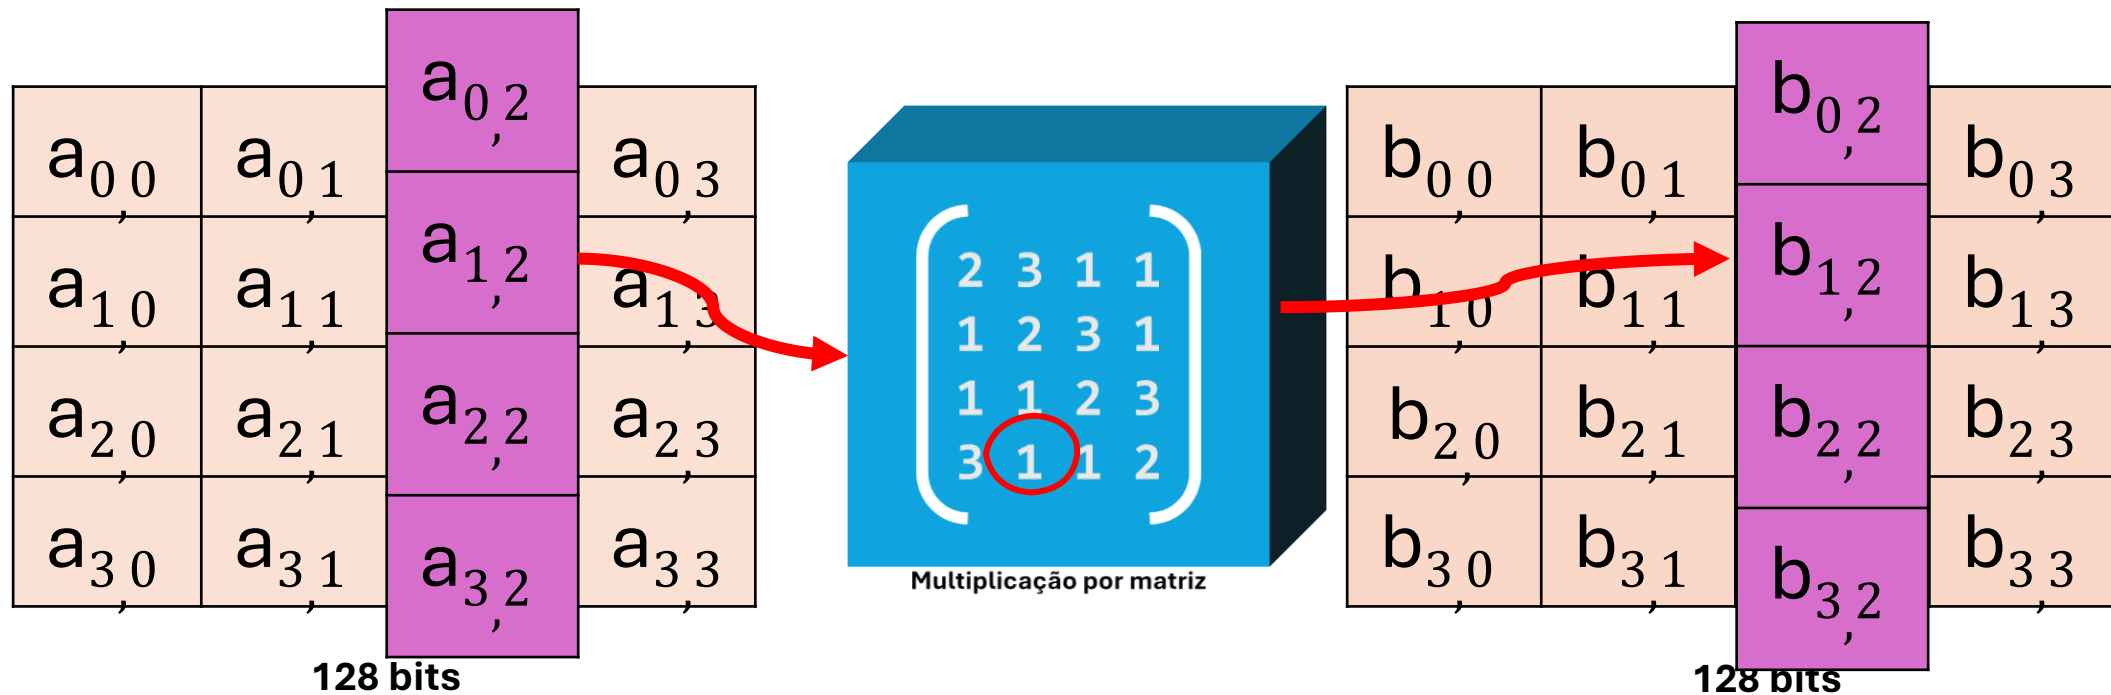 a0,0 a0,1 a0,2 a0,3
a1,0 a1,1 a1,2 a1,3
a2,0 a2,1 a2,2 a2,3
a3,0 a3,1 a3,2 a3,3
128 bits
2 3 1 1
1 2 3 1
1 1 2 3
3 1 1 2
Multiplicação por matriz
b0,0 b0,1 b0,2 b0,3
b1,0 b1,1 b1,2 b1,3
b2,0 b2,1 b2,2 b2,3
b3,0 b3,1 b3,2 b3,3
128 bits